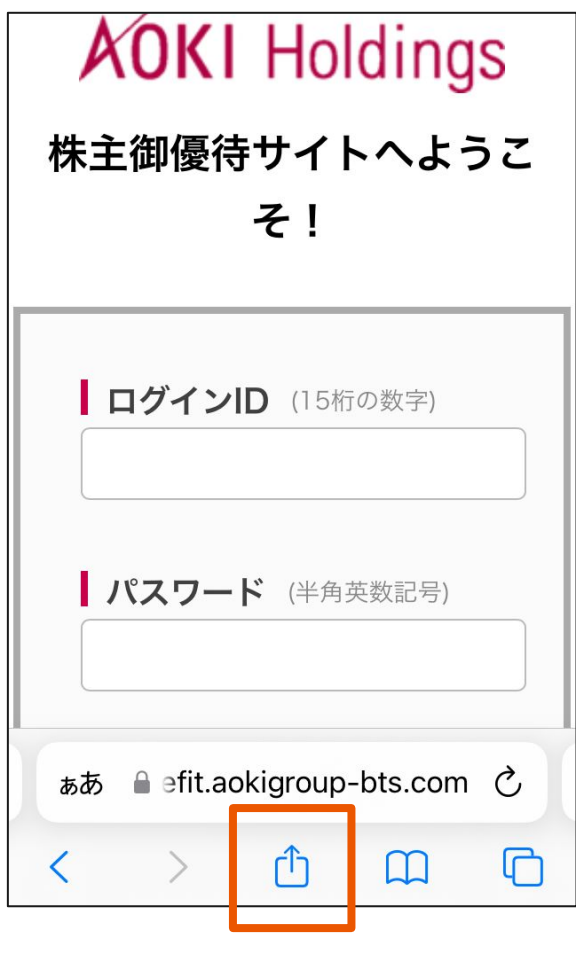 AOKI Holdings
株主御優待サイトへようこ
そ！
ログインID (15桁の数字)
パスワード (半角英数記号)
ぁあ efit.aokigroup-bts.com